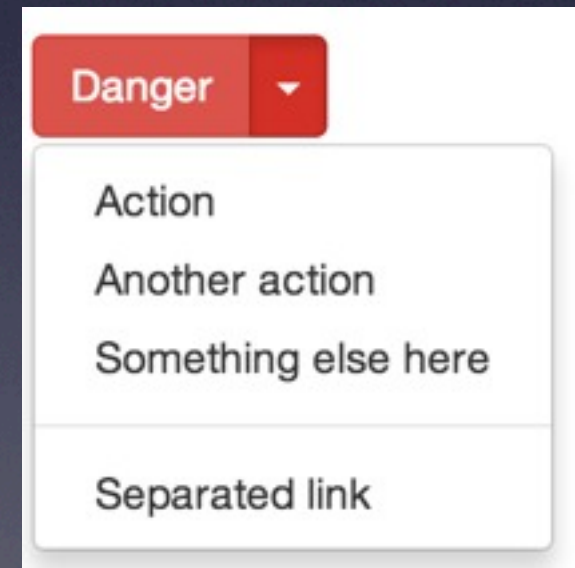 Danger
Action
Another action
Something else here
Separated link